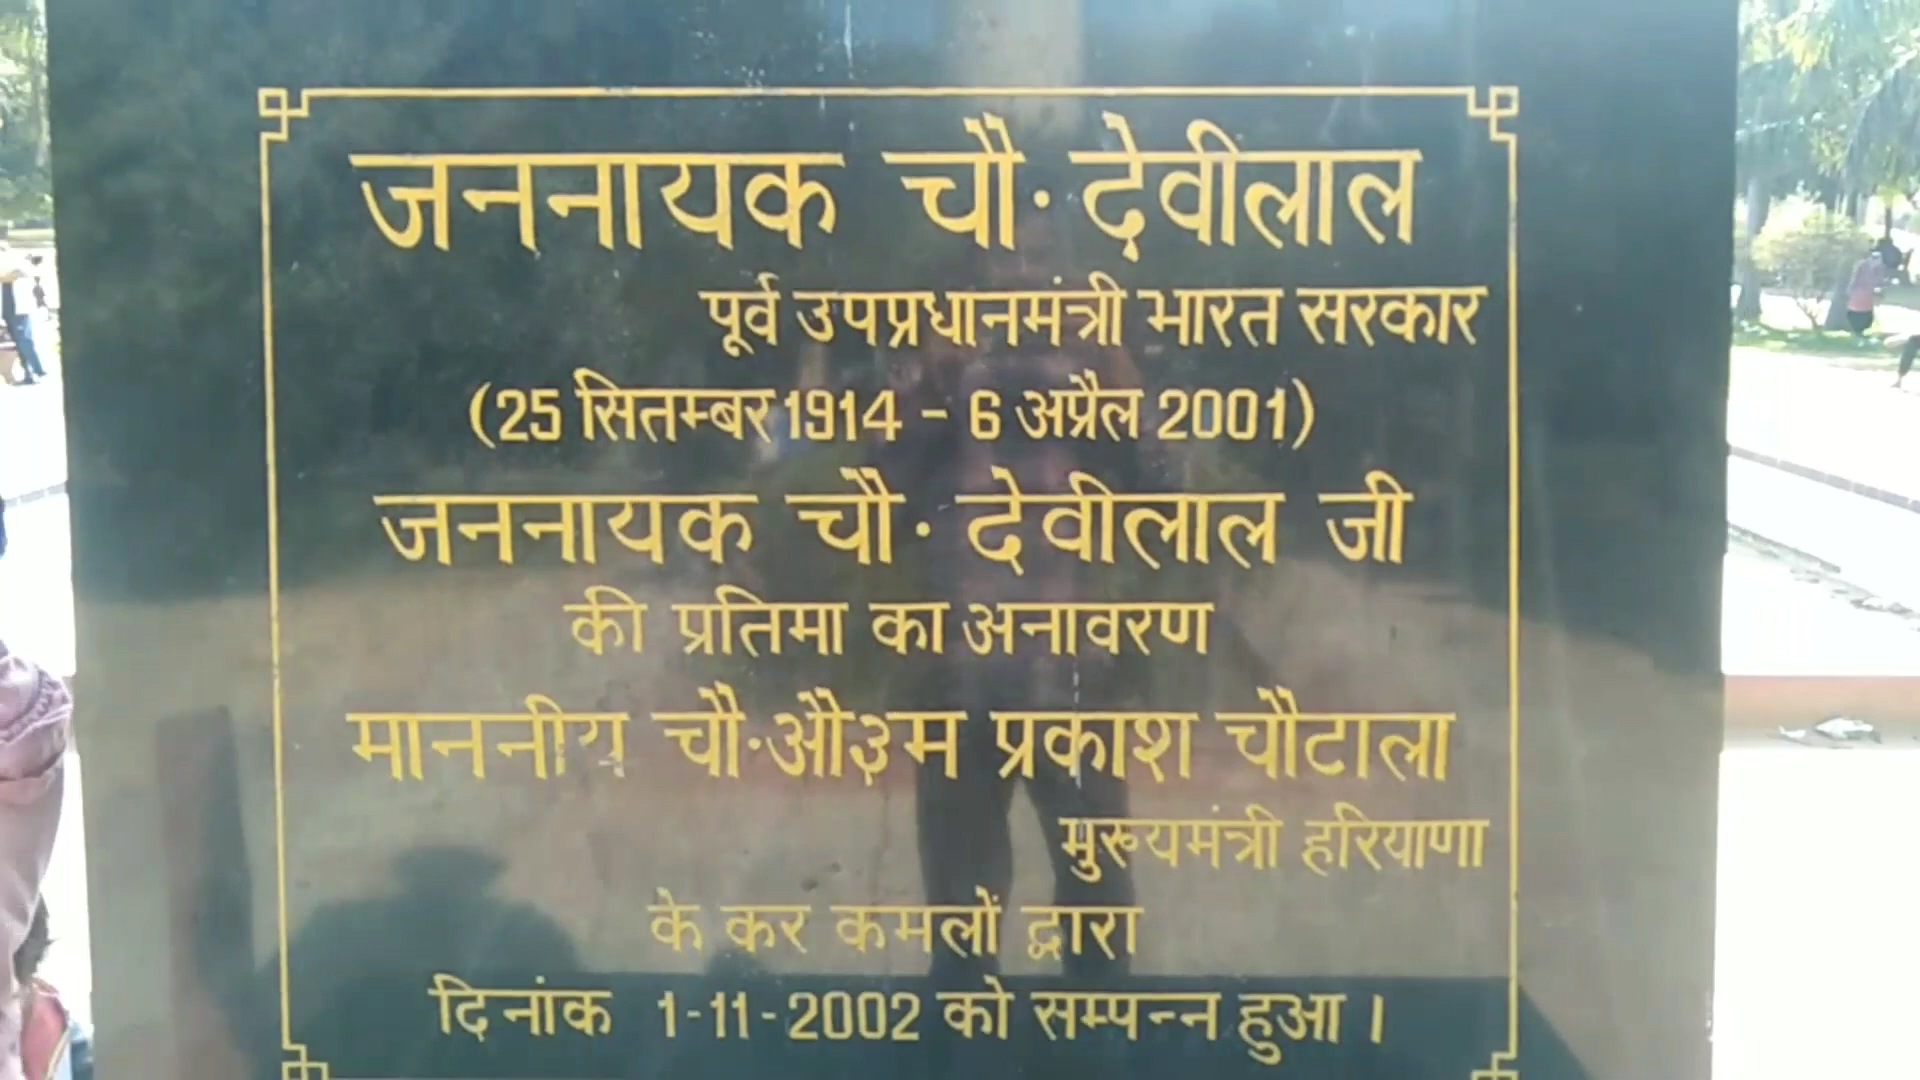 जननायक चौ॰ देवीलाल
पूर्व उपप्रधानमंत्री भारत सरकार
(25 सितम्बर 1914 - 6 अप्रैल 2001)
जननायक चौ॰ देवीलाल जी
की प्रतिमा का अनावरण
माननीय चौ॰ औ३म प्रकाश चौटाला
मुख्यमंत्री हरियाणा
के कर कमलों द्वारा
दिनांक 1-11-2002 को सम्पन्न हुआ।